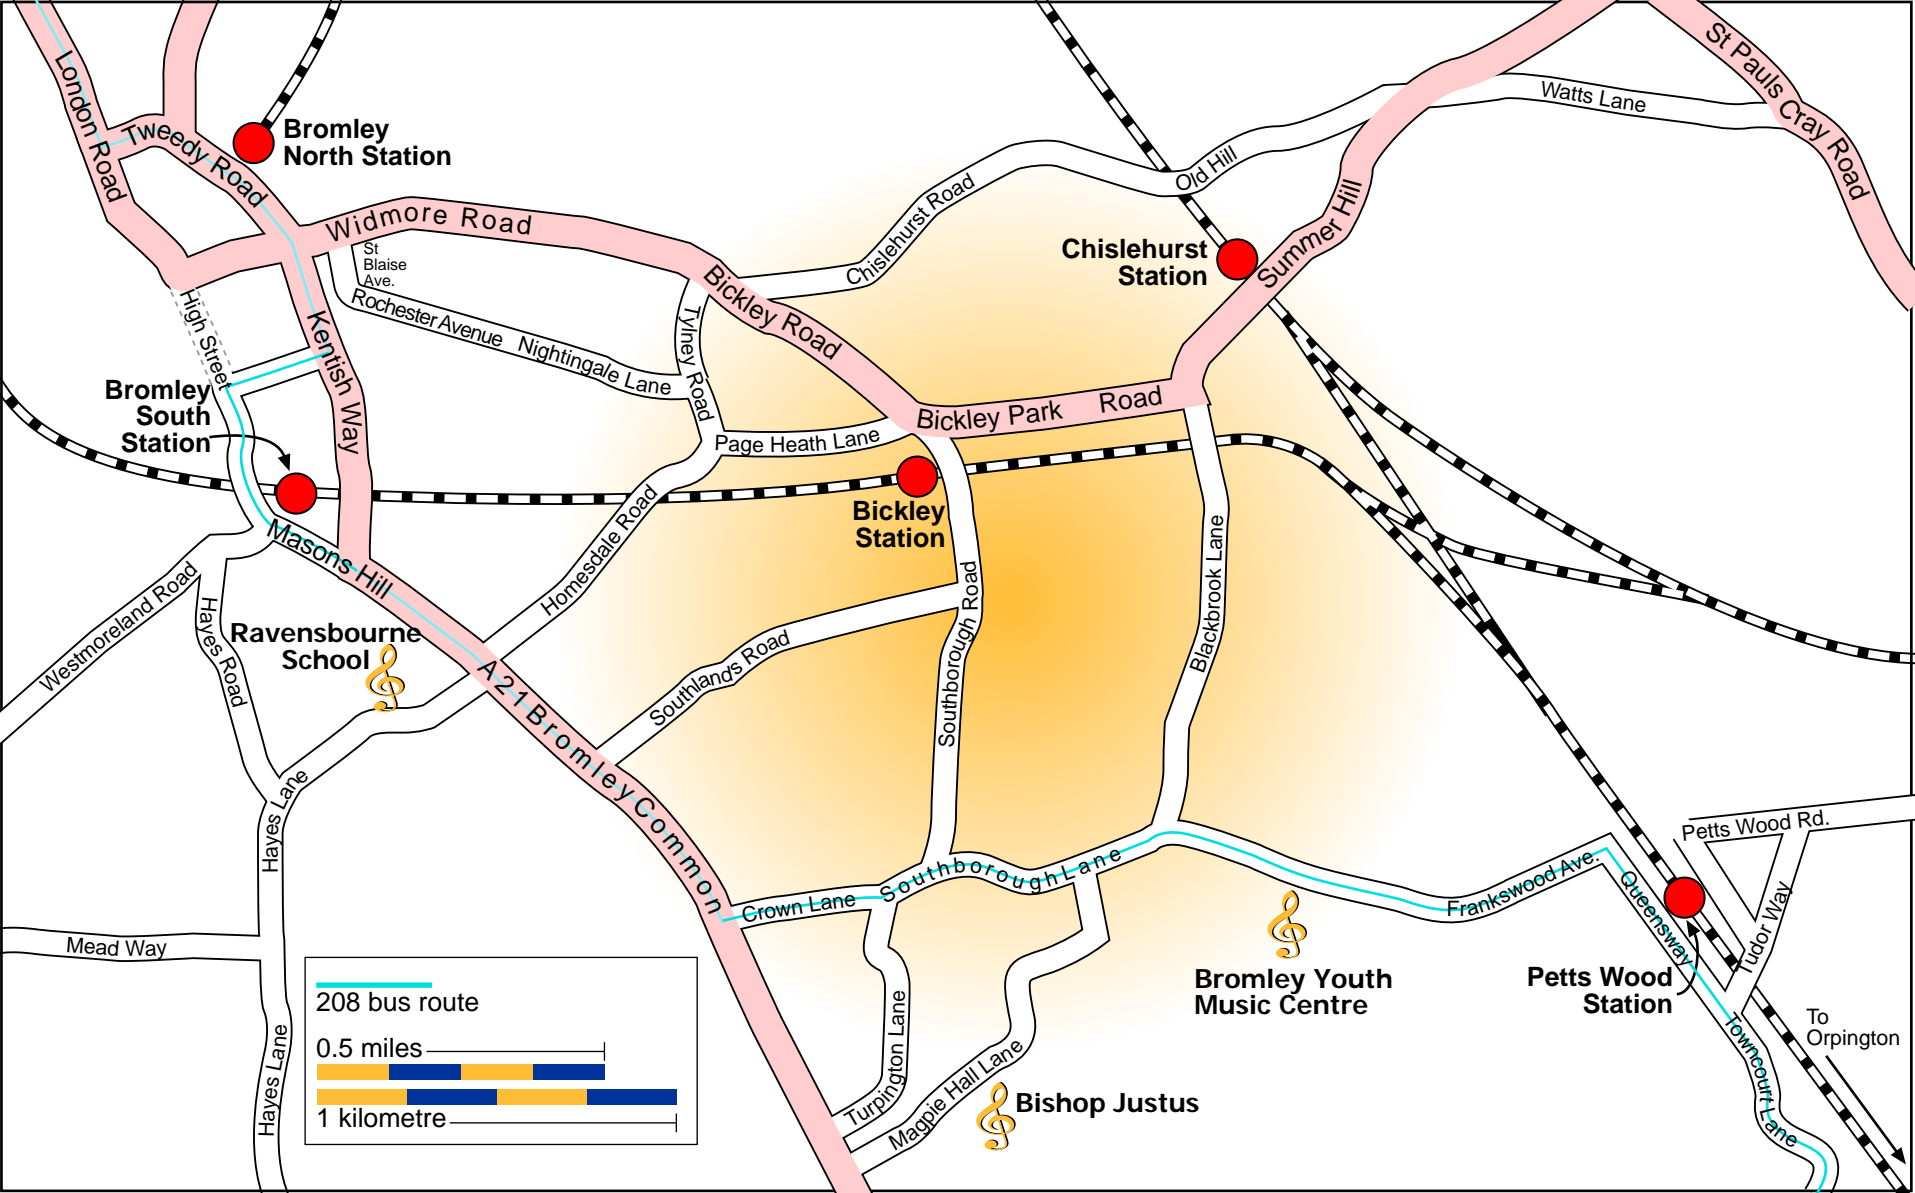 London Road
Tweedy Road
Bromley
North Station
Widmore Road
St
Blaise
Ave.
Rochester Avenue
Nightingale Lane
Tylney Road
Bickley Road
Chislehurst Road
Old Hill
Watts Lane
St Pauls Cray Road
Summer Hill
Chislehurst
Station
High Street
Kentish Way
Bromley
South
Station
Page Heath Lane
Bickley Park Road
Bickley
Station
Masons Hill
Westmoreland Road
Hayes Road
Ravensbourne
School
Homesdale Road
Southlands Road
Southborough Road
Southborough Road
Blackbrook Lane
A21 Bromley Common
Hayes Lane
Hayes Lane
Mead Way
Crown Lane
Southborough Lane
Frankswood Ave.
Petts Wood Rd.
Queensway
Tudor Way
Petts Wood
Station
Bromley Youth
Music Centre
To
Orpington
Towncourt Lane
Turpington Lane
Magpie Hall Lane
Bishop Justus
208 bus route
0.5 miles
1 kilometre